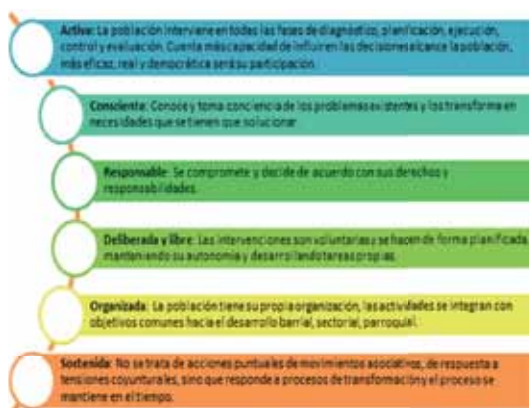 Activa: La población interviene en todas las fases de diagnóstico, planificación, ejecución,
control y evaluación. Cuenta más capacidad de influir en las decisiones alcance la población,
más eficaz, real y democrática será su participación.
Consciente: Conoce y toma conciencia de los problemas existentes y los transforma en
necesidades que se tienen que solucionar
Responsable: Se compromete y decide de acuerdo con sus derechos y
responsabilidades.
Deliberada y libre: Las intervenciones son voluntarias y se hacen de forma planificada,
manteniendo su autonomía y desarrollando tareas propias.
Organizada: La población tiene su propia organización, las actividades se integran con
objetivos comunes hacia el desarrollo barrial, sectorial, parroquial.
Sostenida: No se trata de acciones puntuales de movimientos asociativos, de respuesta a
tensiones coyunturales, sino que responde a procesos de transformación y el proceso se
mantiene en el tiempo.